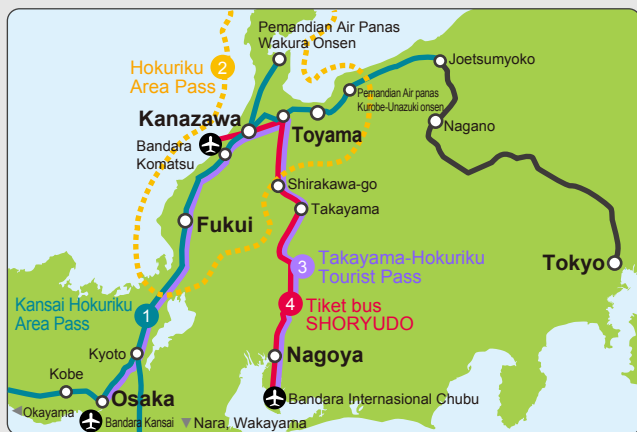 Pemandian Air Panas
Wakura Onsen
Hokuriku
Area Pass
2
Joetsumyoko
Pemandian Air panas
Kurobe-Unazuki onsen
Kanazawa
Toyama
Nagano
Bandara
Komatsu
Shirakawa-go
Takayama
Fukui
Takayama-Hokuriku
Tourist Pass
3
Tokyo
Kansai Hokuriku
Area Pass
1
4
Tiket bus
SHORYUDO
Kyoto
Nagoya
Kobe
Osaka
Bandara Internasional Chubu
◀Okayama
Bandara Kansai
▼Nara, Wakayama